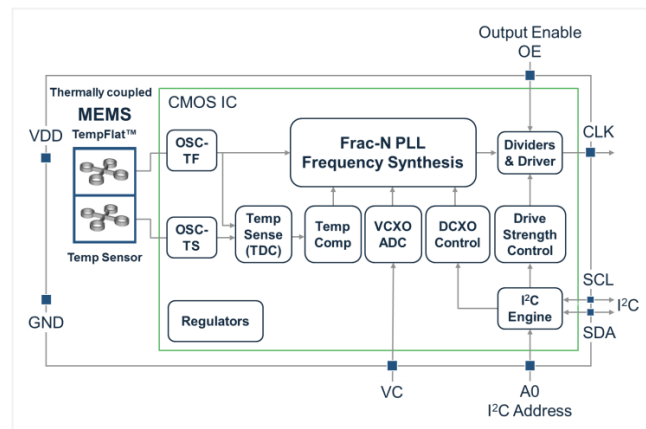 Output Enable
OE
Thermally coupled
MEMS
TempFlat™
CMOS IC
VDD
OSC-
TF
Frac-N PLL
Frequency Synthesis
Dividers
& Driver
CLK
OSC-
TS
Temp
Sense
(TDC)
Temp
Comp
VCXO
ADC
DCXO
Control
Drive
Strength
Control
Temp Sensor
GND
Regulators
I²C
Engine
SCL
I²C
SDA
VC
A0
I²C Address